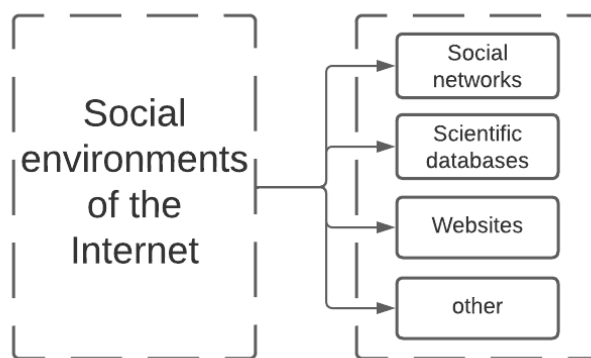 Social
environments
of the
Internet
Social
networks
Scientific
databases
Websites
other